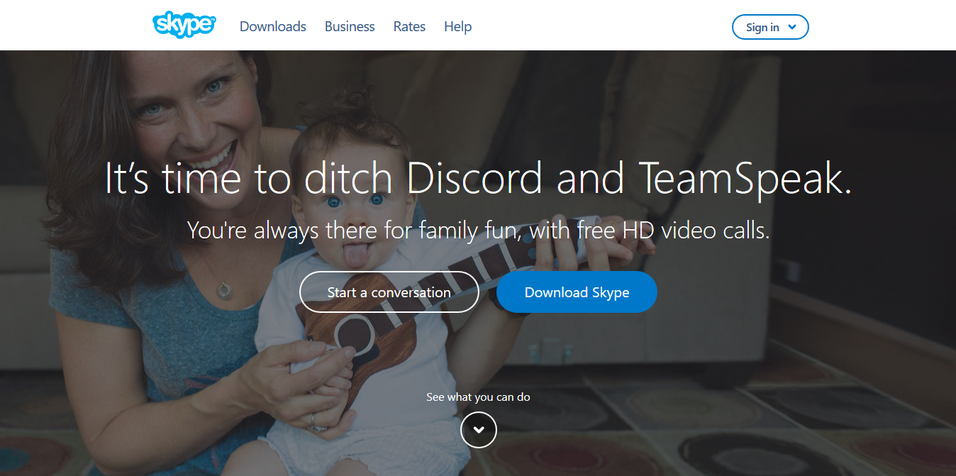 skype
Downloads Business Rates Help Sign in
It's time to ditch Discord and TeamSpeak.
You're always there for family fun, with free HD video calls.
Start a conversation Download Skype
See what you can do